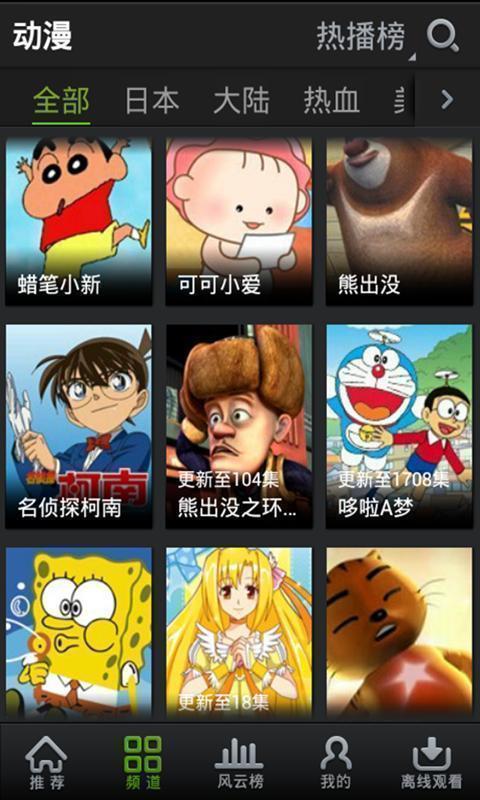 动漫
热播榜
全部
日本
大陆
热血
蜡笔小新
可可小爱
熊出没
名侦探柯南
名侦探柯南
更新至104集
熊出没之环...
更新至1708集
哆啦A梦
更新至18集
推荐
频道
风云榜
我的
离线观看